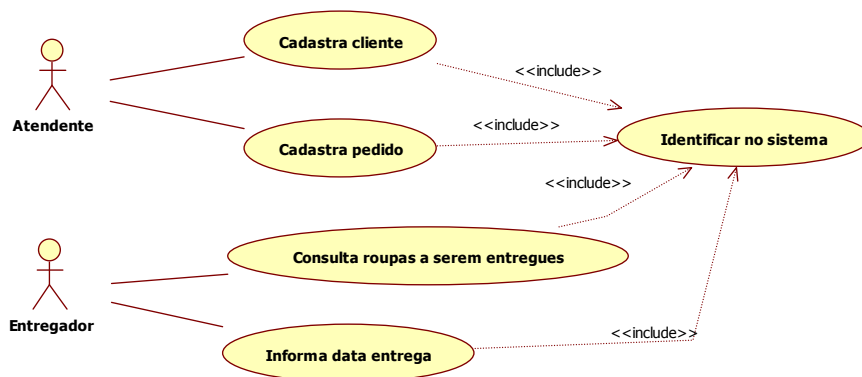 Cadastra cliente
<<include>>
Atendente
<<include>>
Cadastra pedido
Identificar no sistema
<<include>>
Consulta roupas a serem entregues
Entregador
<<include>>
Informa data entrega